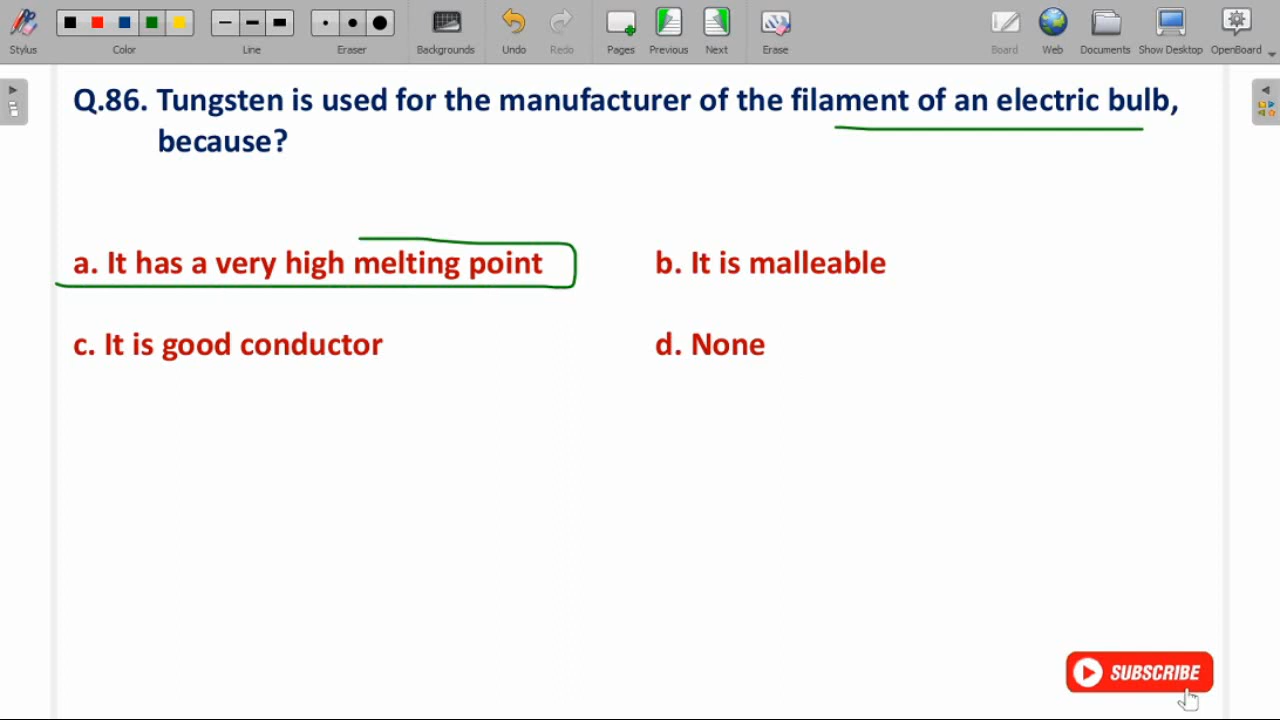 Stylus
Color
Line
Eraser
Backgrounds
Undo
Redo
Pages
Previous
Next
Erase
Board
Web
Documents
Show Desktop
OpenBoard
Q.86. Tungsten is used for the manufacturer of the filament of an electric bulb,
because?
a. It has a very high melting point
b. It is malleable
c. It is good conductor
d. None
SUBSCRIBE